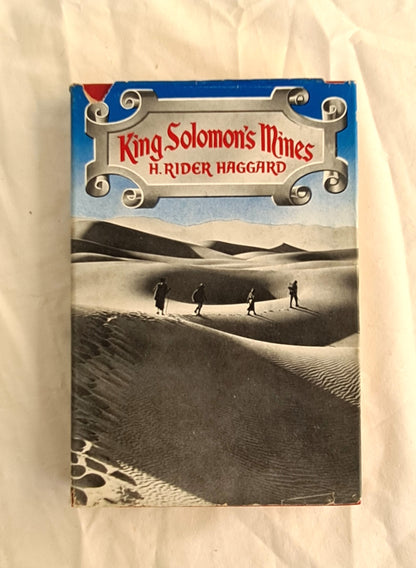 King Solomon's Mines
H. RIDER HAGGARD